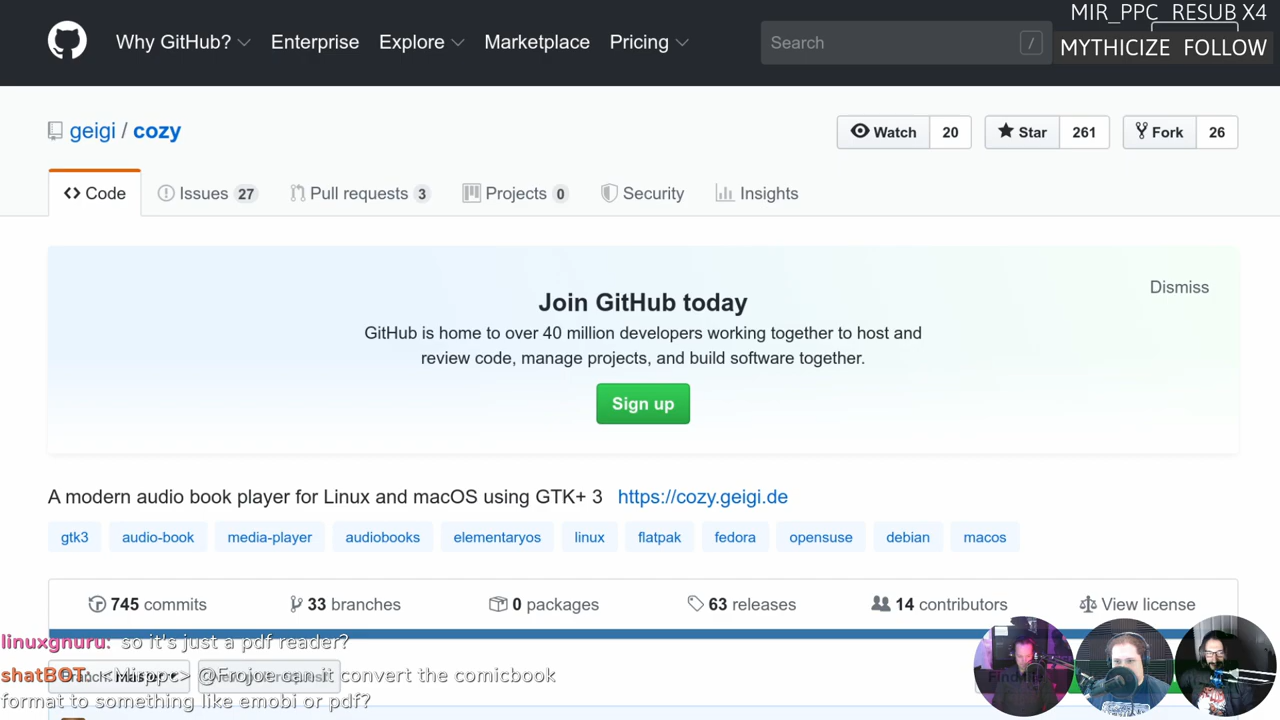 MIR_PPC RESUB X4
Why GitHub? Enterprise Explore Marketplace Pricing Search /
MYTHICIZE FOLLOW
geigi / cozy
Watch 20 Star 261 Fork 26
Code Issues 27 Pull requests 3 Projects 0 Security Insights
Dismiss
Join GitHub today
GitHub is home to over 40 million developers working together to host and
review code, manage projects, and build software together.
Sign up
A modern audio book player for Linux and macOS using GTK+ 3 https://cozy.geigi.de
gtk3 audio-book media-player audiobooks elementaryos linux flatpak fedora opensuse debian macos
745 commits 33 branches 0 packages 63 releases 14 contributors View license
linuxgnuru: so it's just a pdf reader?
shatBOT: <Mirppc> @Frojoe can it convert the comicbook
format to something like emobi or pdf?